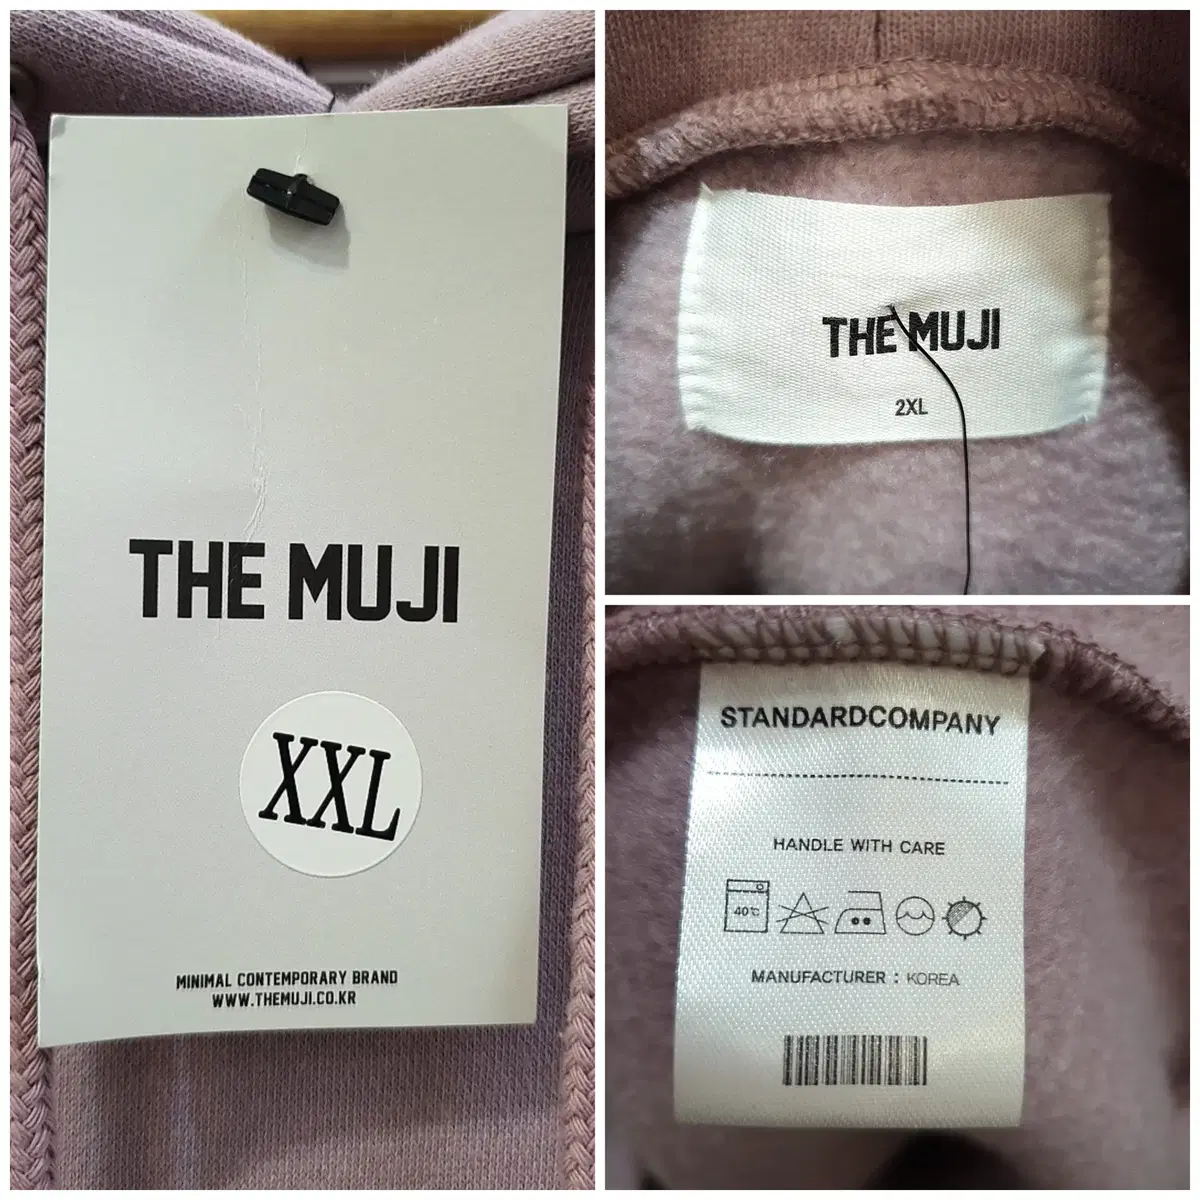 THE MUJI
XXL
MINIMAL CONTEMPORARY BRAND
WWW.THEMUJI.CO.KR
THE MUJI
2XL
STANDARDCOMPANY
HANDLE WITH CARE
40℃
MANUFACTURER : KOREA